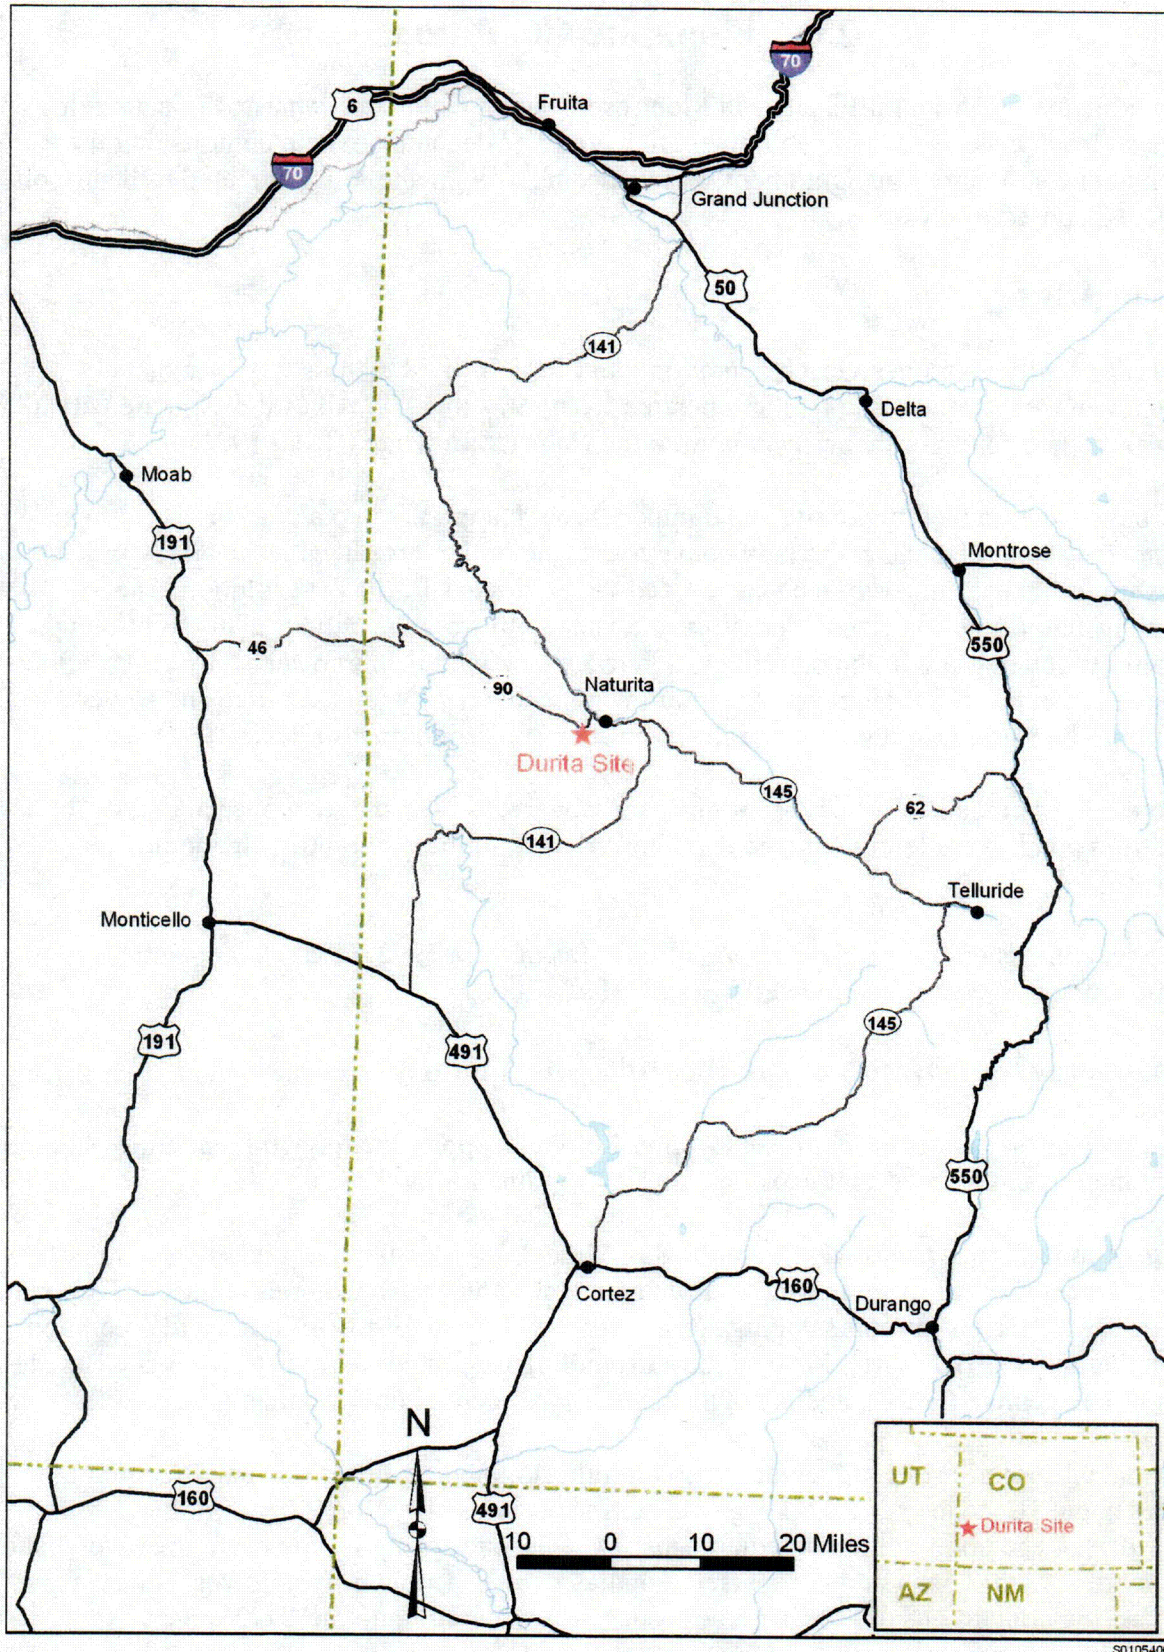 70
6
Fruita
70
Grand Junction
50
141
Delta
Moab
191
Montrose
550
46
90
Naturita
Durita Site
145
62
141
Telluride
Monticello
145
191
491
550
Cortez
160
Durango
N
UT
CO
160
491
Durita Site
10 0 10 20 Miles
AZ
NM